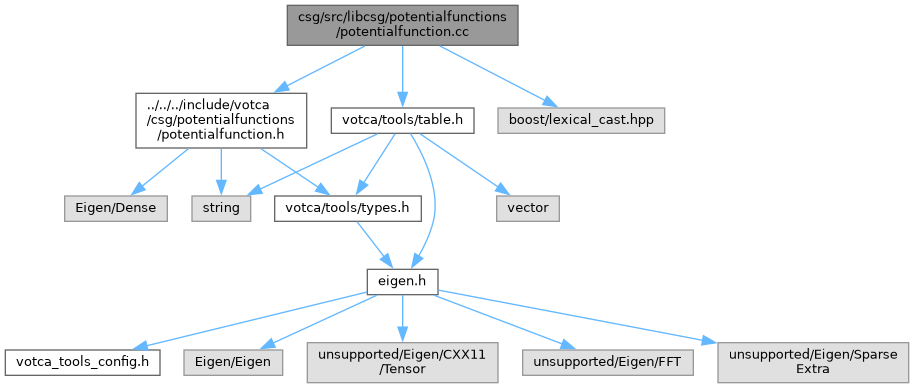 csg/src/libcsg/potentialfunctions
/potentialfunction.cc
../../../include/votca
/csg/potentialfunctions
/potentialfunction.h
votca/tools/table.h
boost/lexical_cast.hpp
Eigen/Dense
string
votca/tools/types.h
vector
eigen.h
votca_tools_config.h
Eigen/Eigen
unsupported/Eigen/CXX11
/Tensor
unsupported/Eigen/FFT
unsupported/Eigen/Sparse
Extra